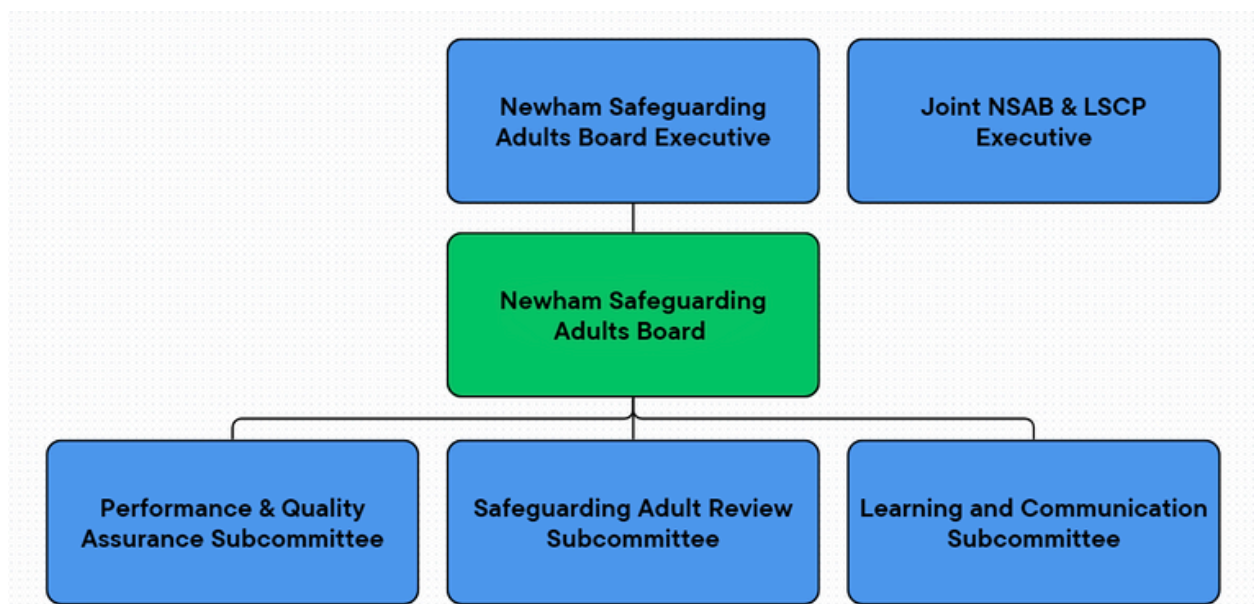 Newham Safeguarding
Adults Board Executive
Joint NSAB & LSCP
Executive
Newham Safeguarding
Adults Board
Performance & Quality
Assurance Subcommittee
Safeguarding Adult Review
Subcommittee
Learning and Communication
Subcommittee